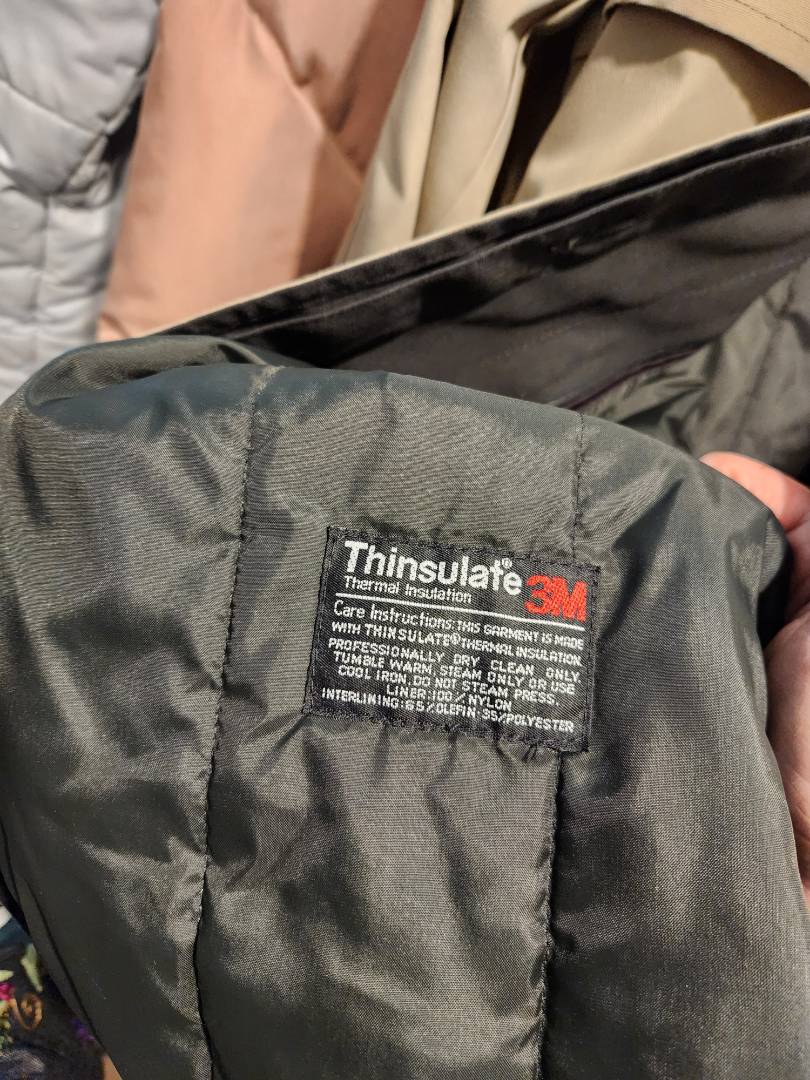 Thinsulate® 3M
Thermal Insulation
Care Instructions: THIS GARMENT IS MADE
WITH THINSULATE® THERMAL INSULATION.
PROFESSIONALLY DRY CLEAN ONLY,
TUMBLE WARM, STEAM ONLY OR USE
COOL IRON. DO NOT STEAM PRESS.
LINER:100% NYLON
INTERLINING:65%OLEFIN·35%POLYESTER